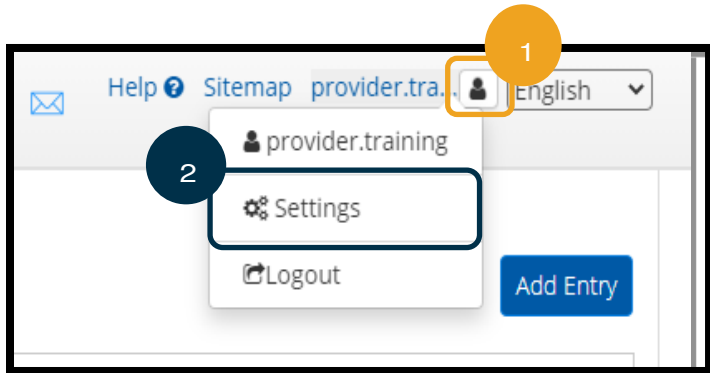 1
Help ? Sitemap provider.tra... English
provider.training
2
Settings
Logout
Add Entry